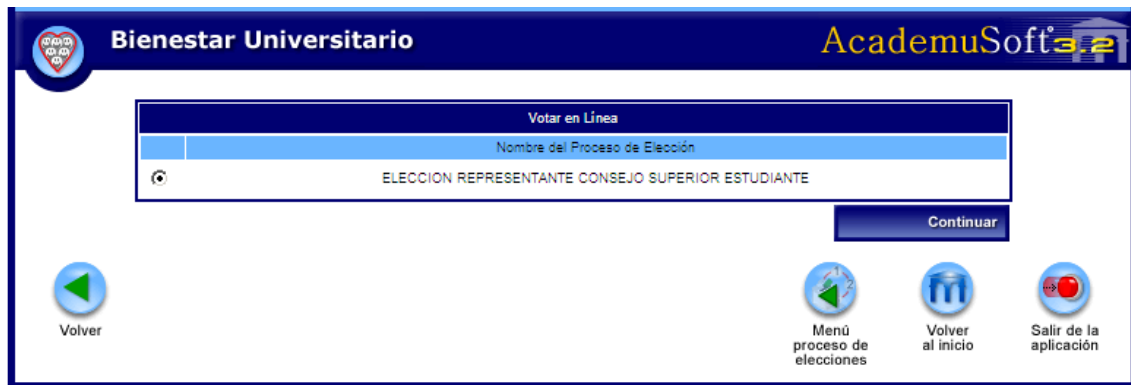 Bienestar Universitario
AcademuSoft 3.2
Votar en Línea
Nombre del Proceso de Elección
ELECCION REPRESENTANTE CONSEJO SUPERIOR ESTUDIANTE
Continuar
Volver
Menú
proceso de
elecciones
Volver
al inicio
Salir de la
aplicación